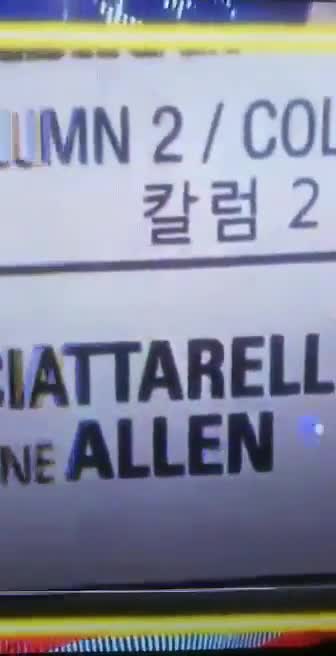 UMN 2 / COL
칼럼 2
CIATTARELL
NE ALLEN